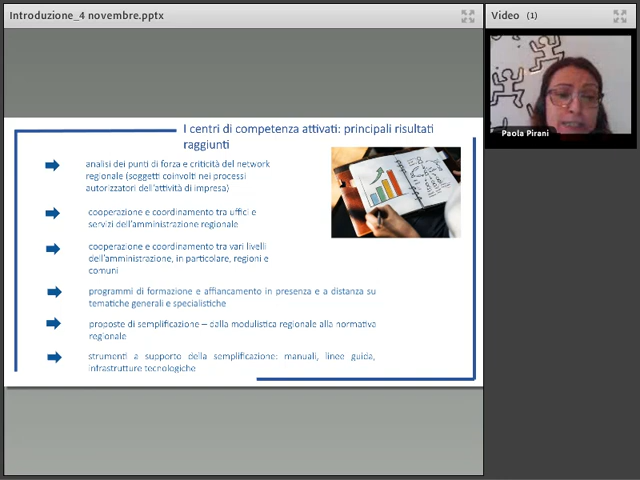 Introduzione_4 novembre.pptx
Video (1)
Paola Pirani
I centri di competenza attivati: principali risultati
raggiunti
analisi dei punti di forza e criticità del network
regionale (soggetti coinvolti nei processi
autorizzatori dell'attività di impresa)
cooperazione e coordinamento tra uffici e
servizi dell'amministrazione regionale
cooperazione e coordinamento tra vari livelli
dell'amministrazione, in particolare, regioni e
comuni
programmi di formazione e affiancamento in presenza e a distanza su
tematiche generali e specialistiche
proposte di semplificazione – dalla modulistica regionale alla normativa
regionale
strumenti a supporto della semplificazione: manuali, linee guida,
infrastrutture tecnologiche